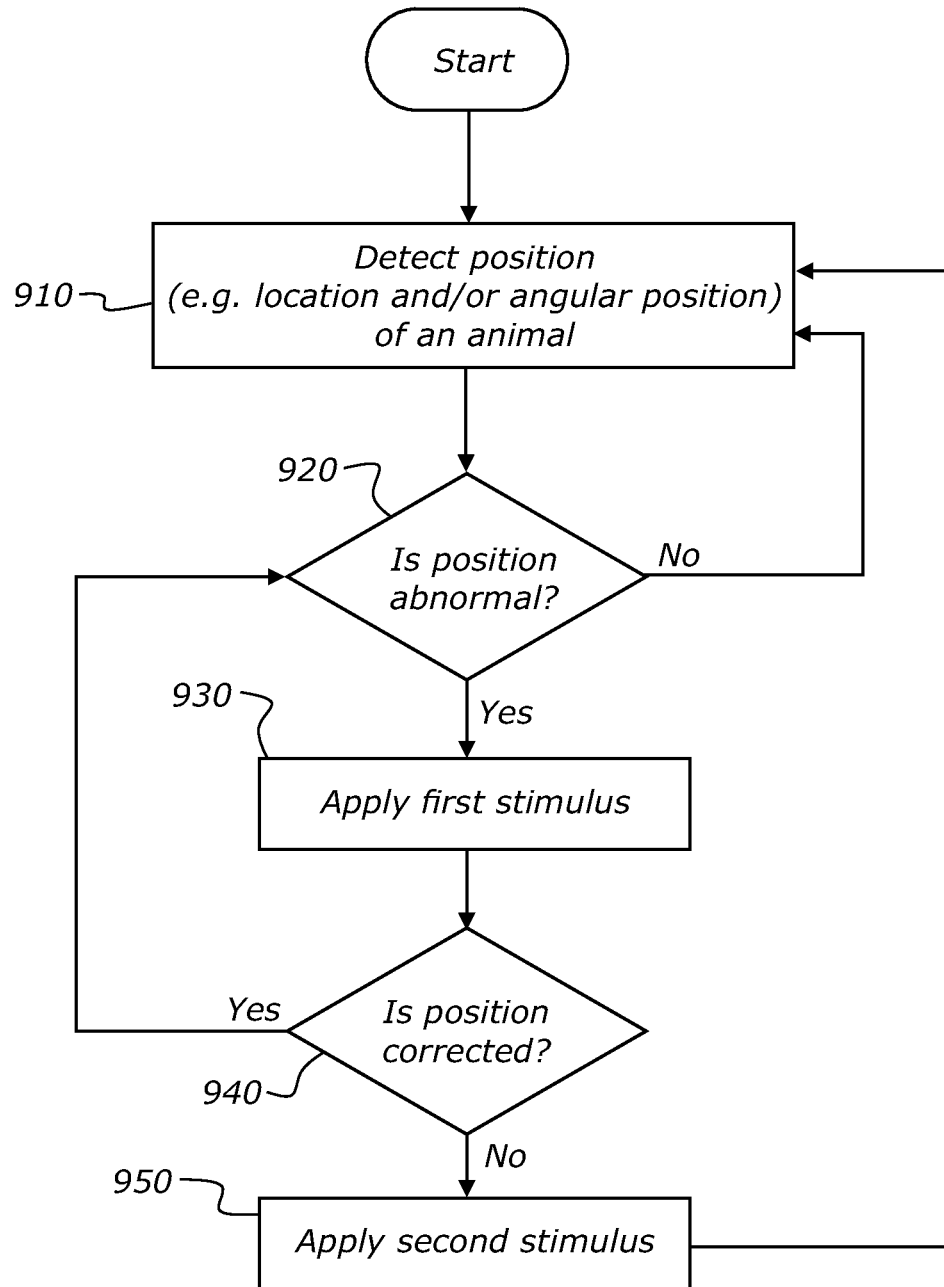 Start
Detect position
910
(e.g. location and/or angular position)
of an animal
920
Is position
abnormal?
No
930
Yes
Apply first stimulus
Yes
Is position
corrected?
940
No
950
Apply second stimulus